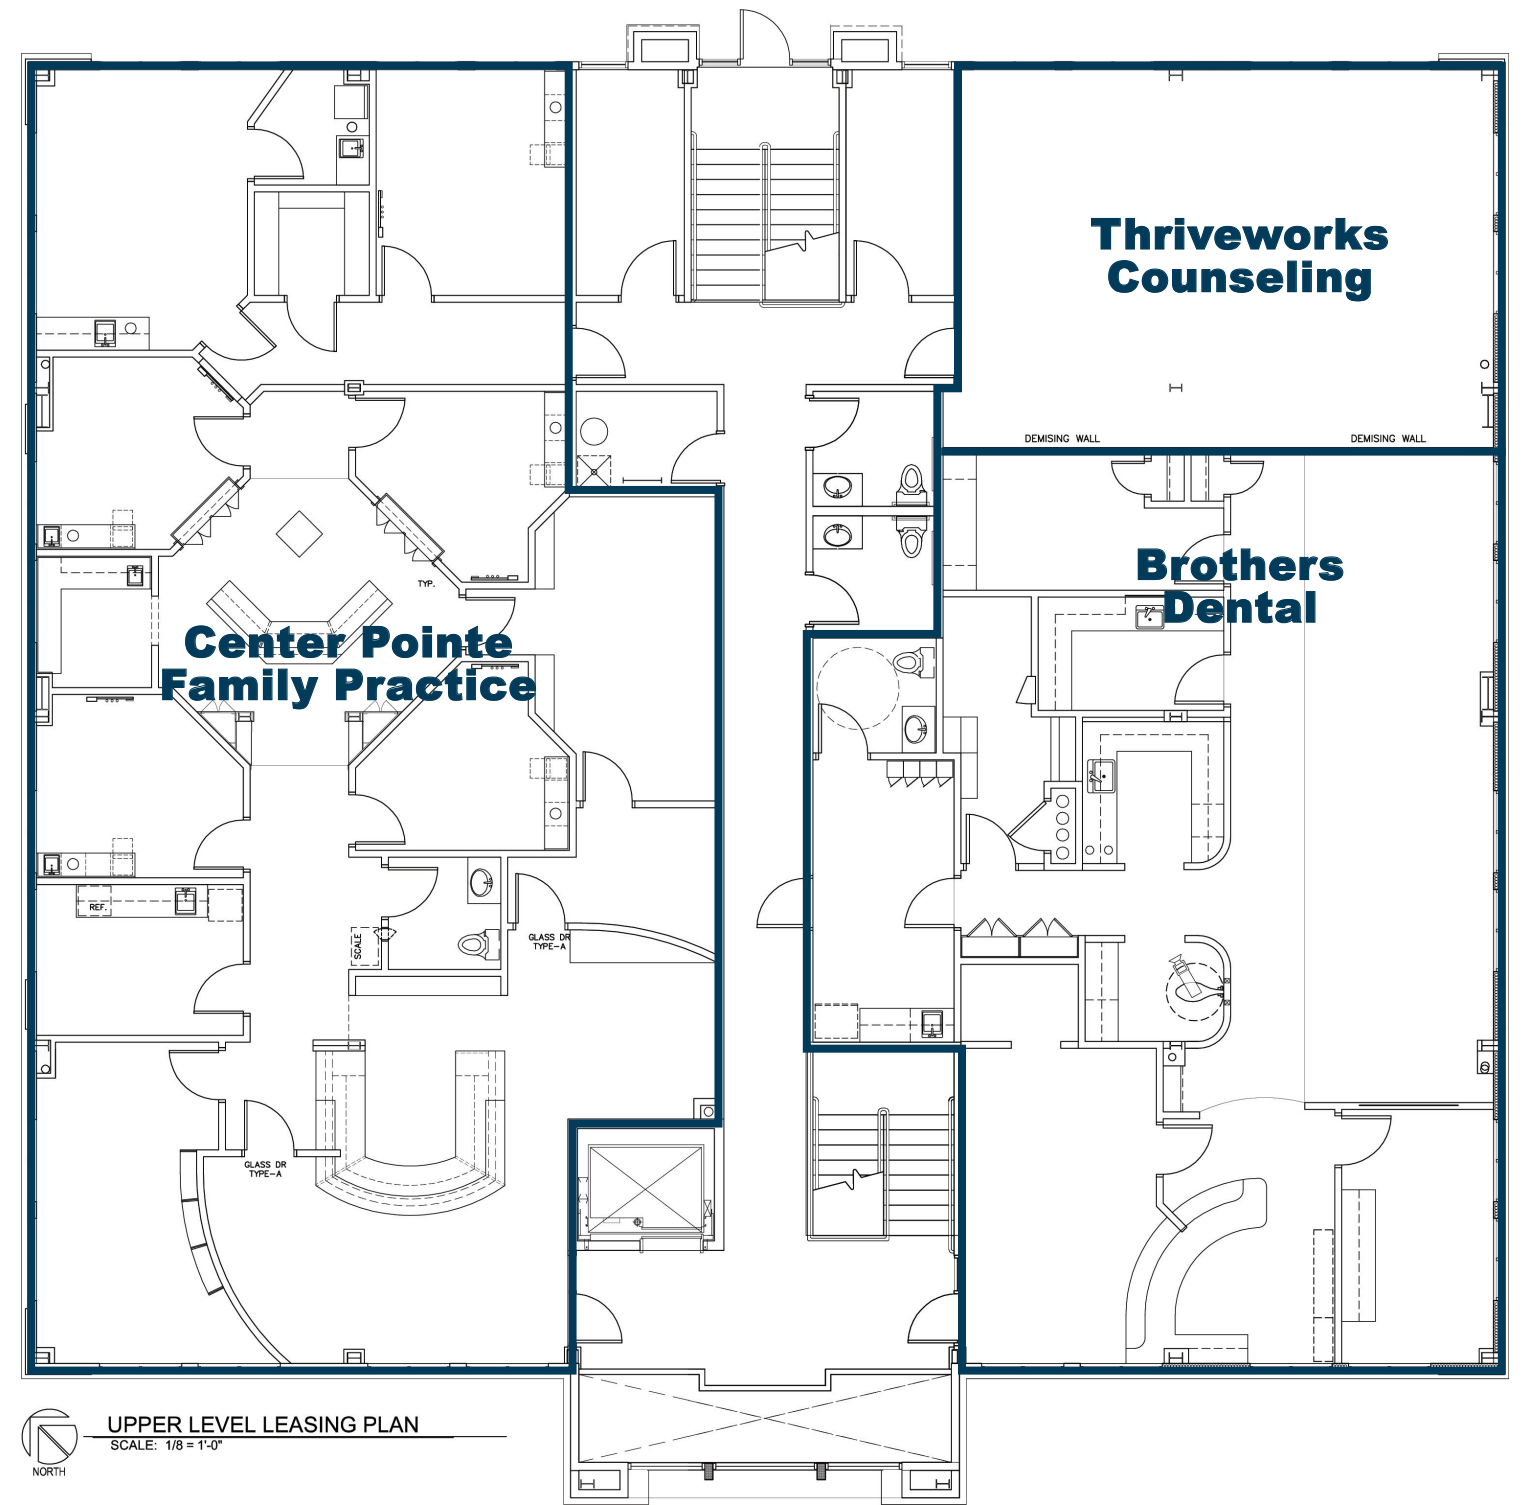 Thriveworks
Counseling
DEMISING WALL
DEMISING WALL
Brothers
Dental
TYP.
Center Pointe
Family Practice
REF.
SCALE
GLASS DR
TYPE-A
GLASS DR
TYPE-A
UPPER LEVEL LEASING PLAN
SCALE: 1/8 = 1'-0"
NORTH